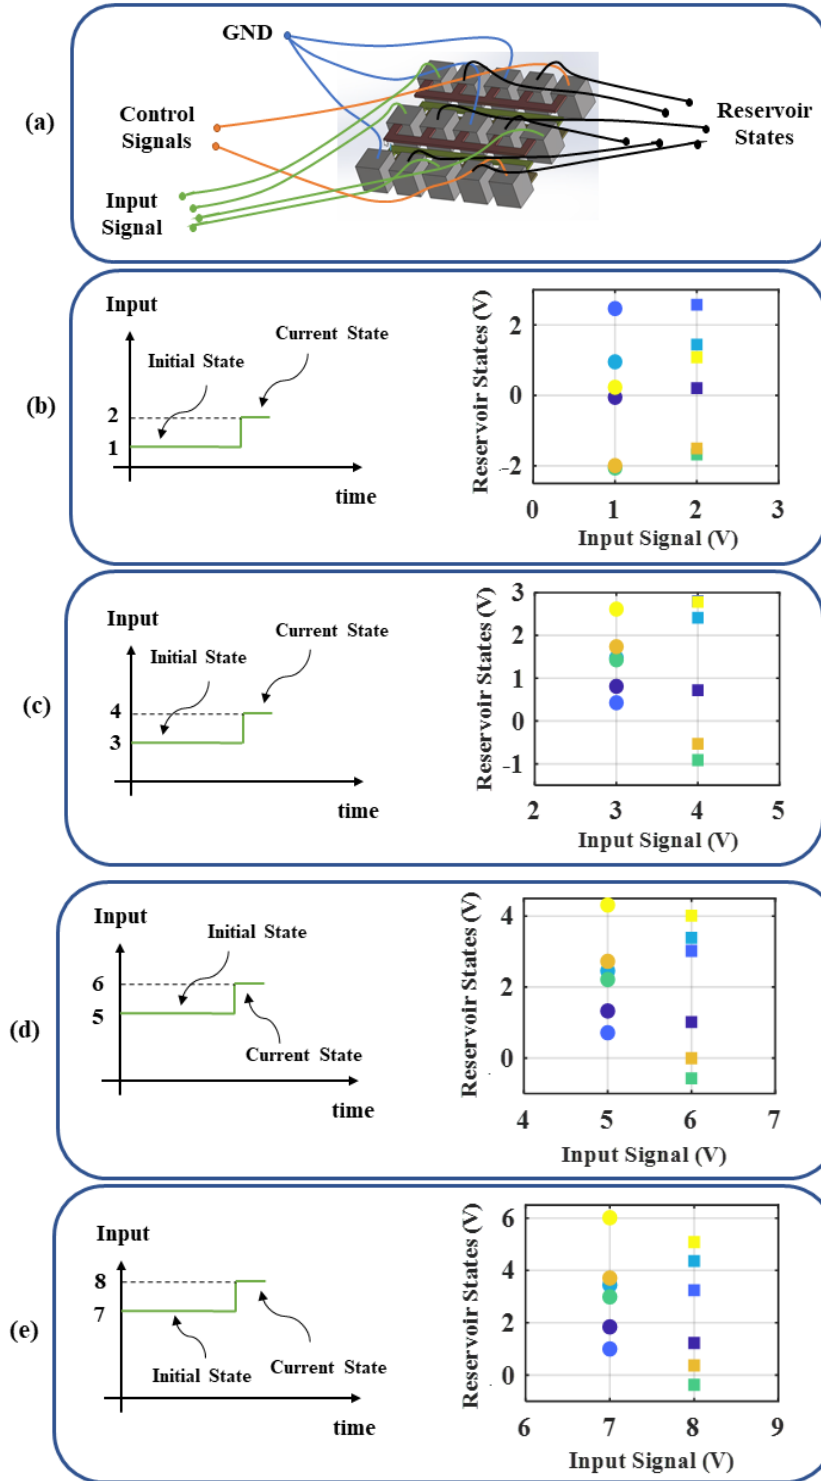 (a)
GND
Control
Signals
Input
Signal
Reservoir
States
(b)
Input
Initial State
Current State
2
1
time
Reservoir States (V)
2
0
-2
0 1 2 3
Input Signal (V)
(c)
Input
Initial State
Current State
4
3
time
Reservoir States (V)
3
2
1
0
-1
2 3 4 5
Input Signal (V)
(d)
Input
Initial State
6
5
Current State
time
Reservoir States (V)
4
2
0
4 5 6 7
Input Signal (V)
(e)
Input
8
7
Initial State
Current State
time
Reservoir States (V)
6
4
2
0
6 7 8 9
Input Signal (V)